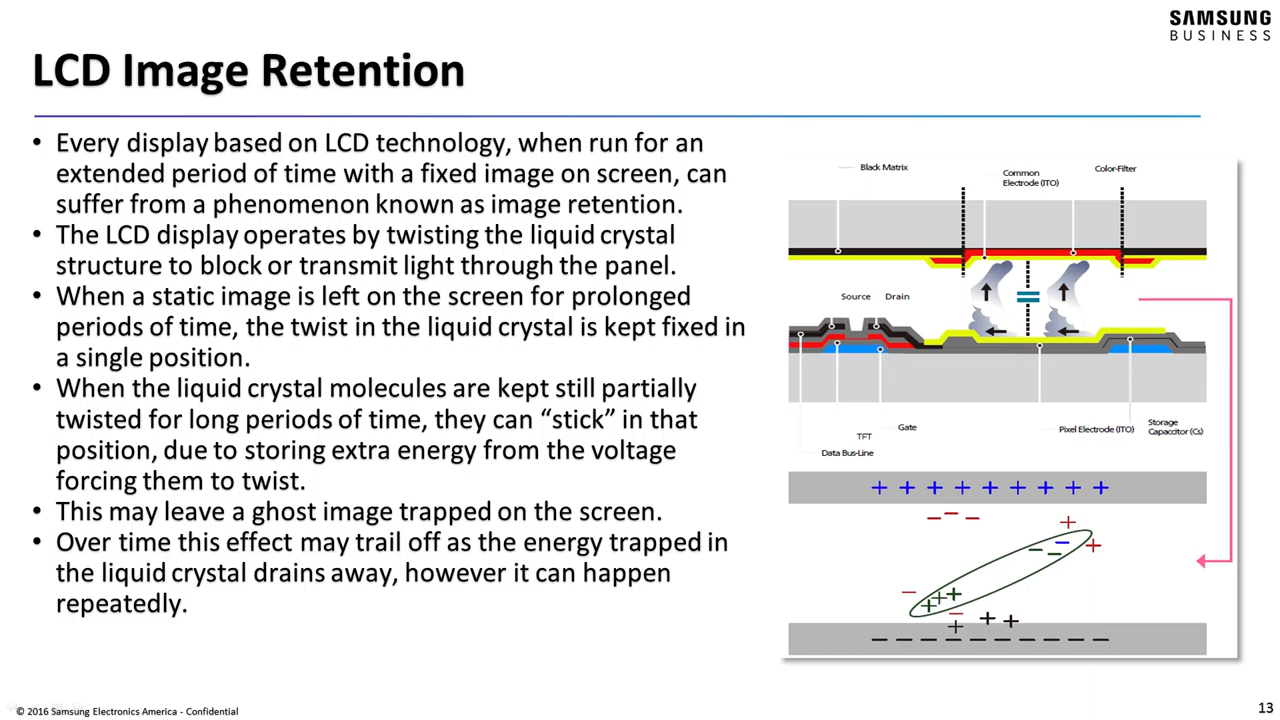 SAMSUNG
BUSINESS
LCD Image Retention
• Every display based on LCD technology, when run for an
extended period of time with a fixed image on screen, can
suffer from a phenomenon known as image retention.
• The LCD display operates by twisting the liquid crystal
structure to block or transmit light through the panel.
• When a static image is left on the screen for prolonged
periods of time, the twist in the liquid crystal is kept fixed in
a single position.
• When the liquid crystal molecules are kept still partially
twisted for long periods of time, they can “stick” in that
position, due to storing extra energy from the voltage
forcing them to twist.
• This may leave a ghost image trapped on the screen.
• Over time this effect may trail off as the energy trapped in
the liquid crystal drains away, however it can happen
repeatedly.
Black Matrix
Common
Electrode (ITO)
Color-Filter
Source
Drain
Gate
TFT
Data Bus-Line
Pixel Electrode (ITO)
Storage
Capaccitor (Cs)
+ + + + + + + + +
− − −
+
− − −
+
−
+ + +
−
+ + +
− − − − − − − − −
© 2016 Samsung Electronics America - Confidential
13